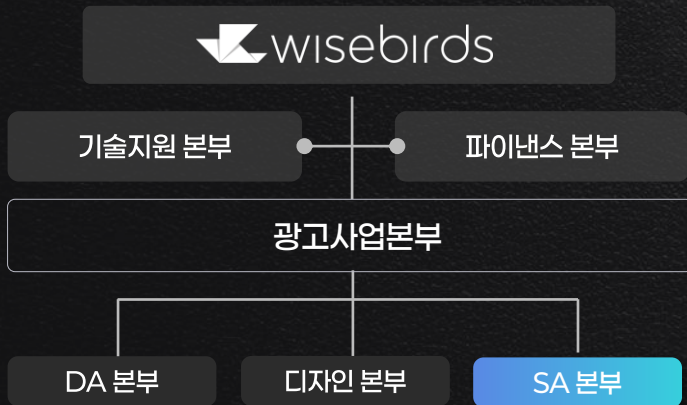 wisebirds
기술지원 본부
파이낸스 본부
광고사업본부
DA 본부
디자인 본부
SA 본부